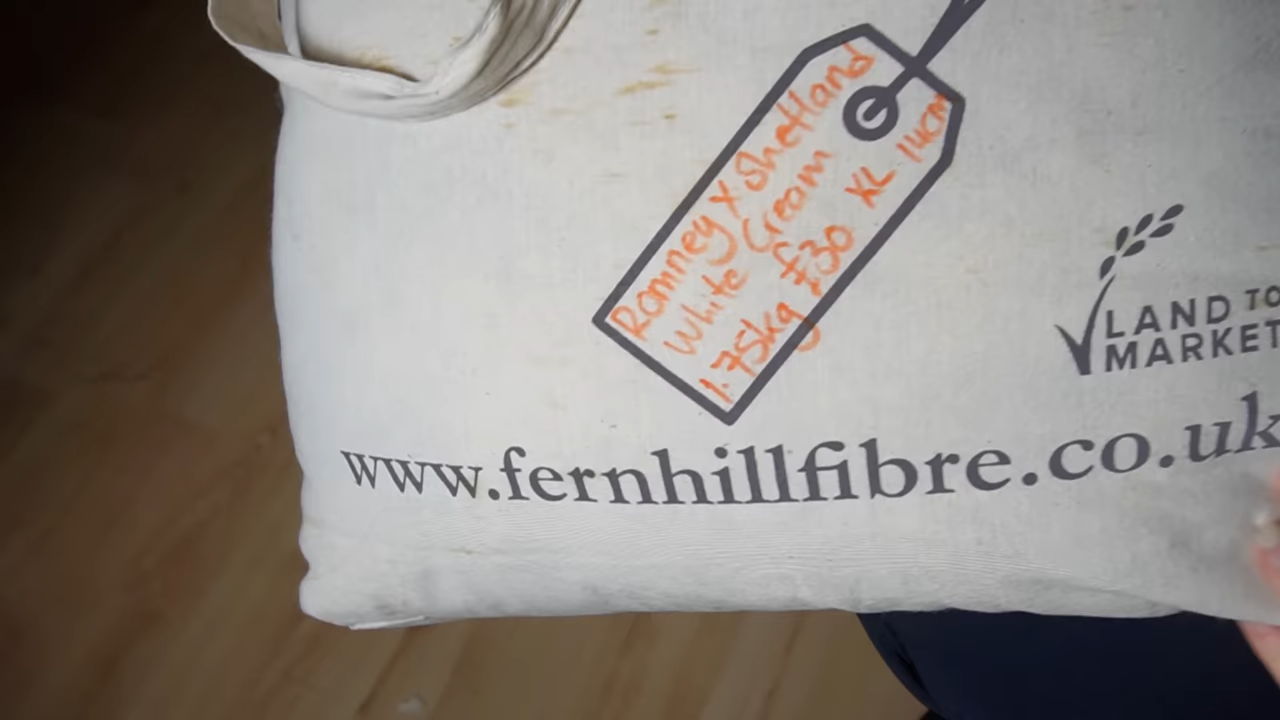 Romney X Shetland
White Cream
1.75kg £30 XL 14cm
LAND TO
MARKET
www.fernhillfibre.co.uk